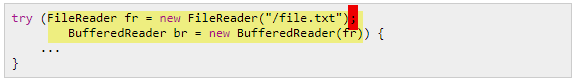 try (FileReader fr = new FileReader("/file.txt");
BufferedReader br = new BufferedReader(fr)) {
...
}